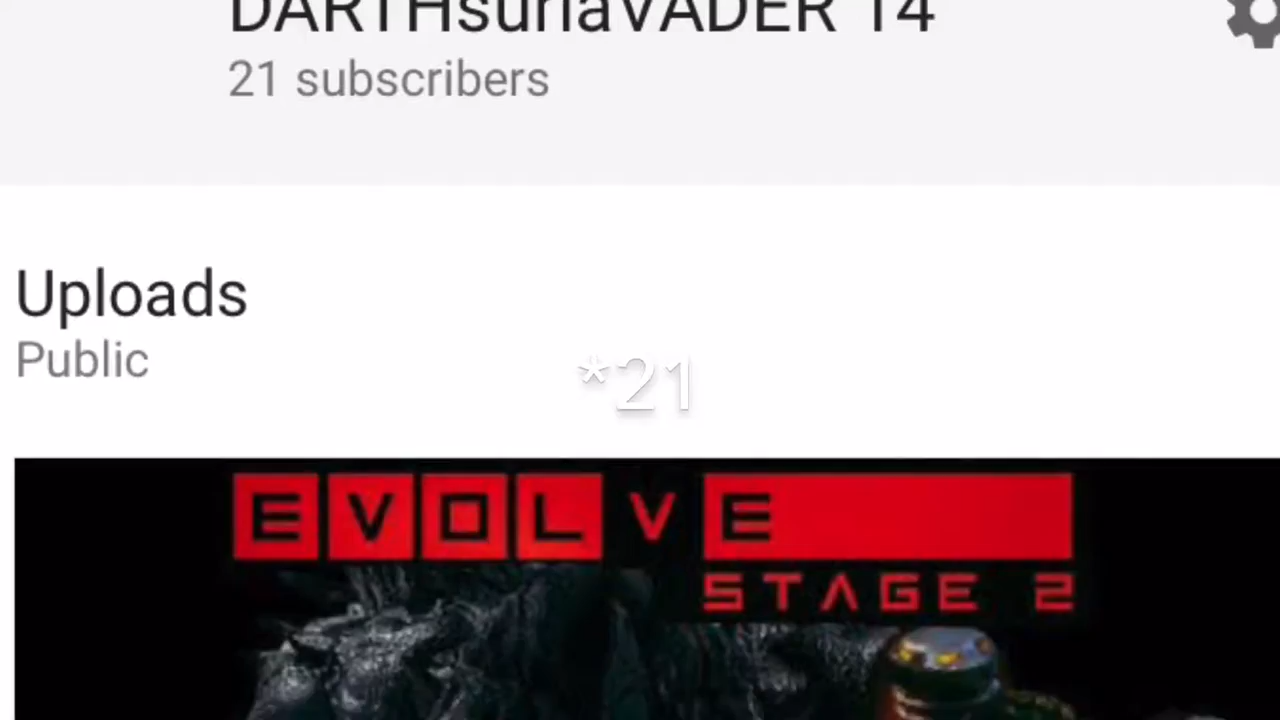 DARTHsuriaVADER 14
21 subscribers
Uploads
Public
*21
EVOLVE
STAGE 2